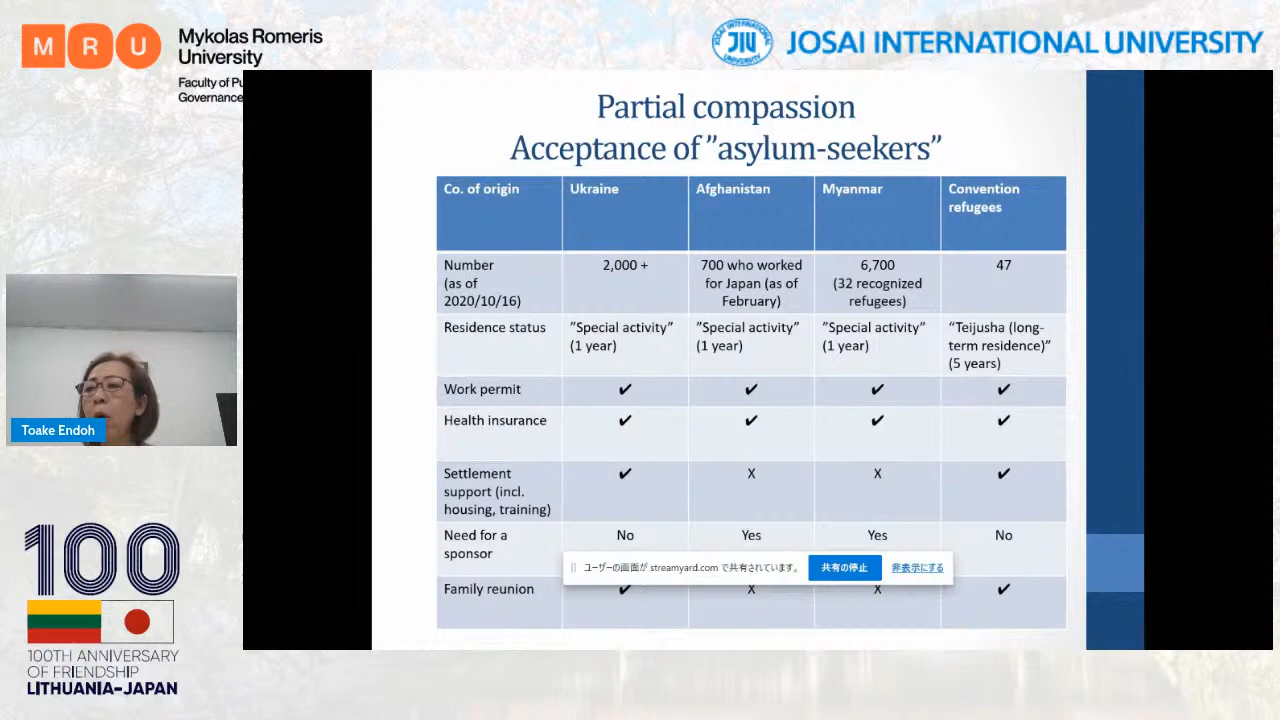 MRU
Mykolas Romeris
University
Faculty of Pu
Governance
JIU
JOSAI INTERNATIONAL UNIVERSITY
Partial compassion
Acceptance of ”asylum-seekers”
Co. of origin
Ukraine
Afghanistan
Myanmar
Convention
refugees
Number
(as of
2020/10/16)
2,000 +
700 who worked
for Japan (as of
February)
6,700
(32 recognized
refugees)
47
Residence status
”Special activity”
(1 year)
”Special activity”
(1 year)
”Special activity”
(1 year)
“Teijusha (long-
term residence)”
(5 years)
Work permit
✔
✔
✔
✔
Health insurance
✔
✔
✔
✔
Settlement
support (incl.
housing, training)
✔
X
X
✔
Need for a
sponsor
No
Yes
Yes
No
ユーザーの画面が streamyard.com で共有されています。
共有の停止
非表示にする
Family reunion
✔
X
X
✔
Toake Endoh
100
100TH ANNIVERSARY
OF FRIENDSHIP
LITHUANIA-JAPAN